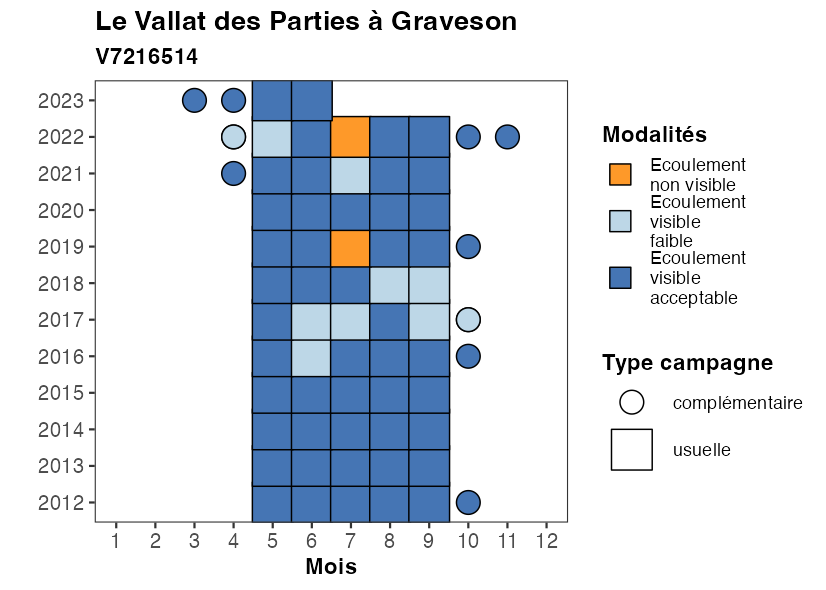 Le Vallat des Parties à Graveson
V7216514
2023
2022
2021
2020
2019
2018
2017
2016
2015
2014
2013
2012
1 2 3 4 5 6 7 8 9 10 11 12
Mois
Modalités
Ecoulement
non visible
Ecoulement
visible
faible
Ecoulement
visible
acceptable
Type campagne
complémentaire
usuelle